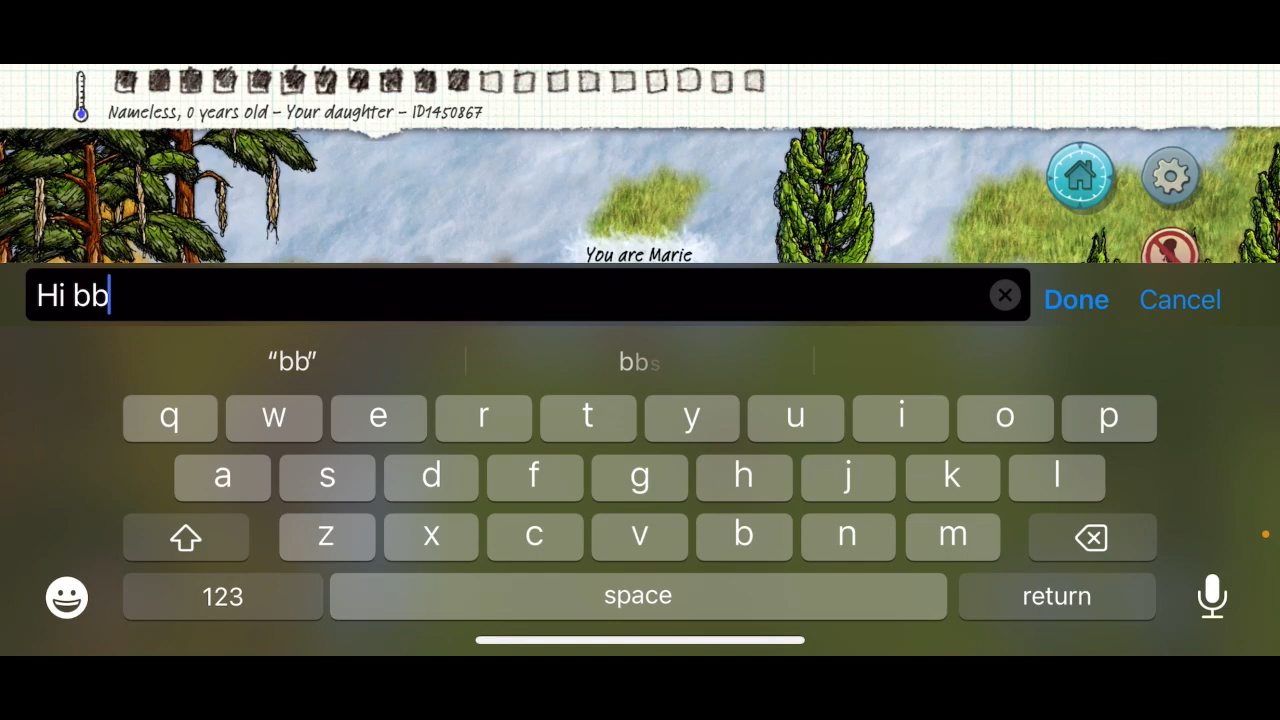 Nameless, 0 years old – Your daughter – ID1450867
You are Marie
Hi bb
Done
Cancel
“bb”
bbs
q w e r t y u i o p
a s d f g h j k l
z x c v b n m
123
space
return